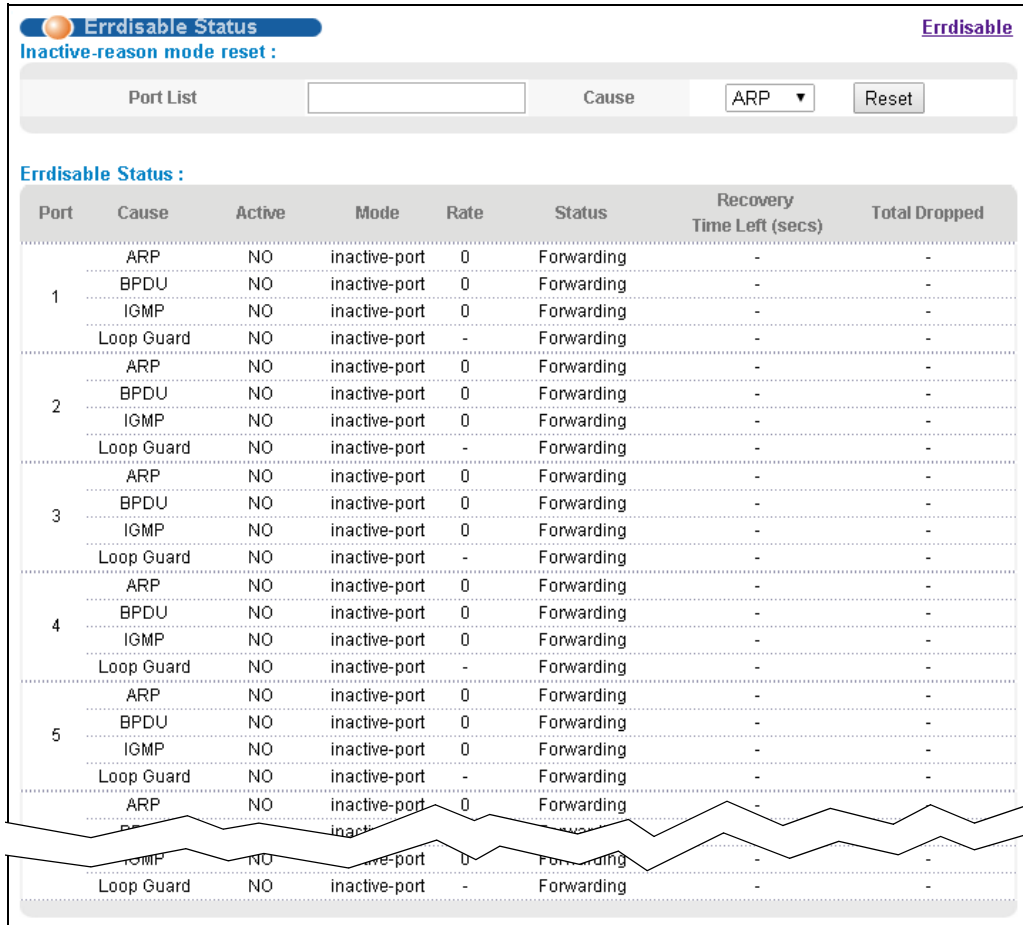 Errdisable Status
Errdisable
Inactive-reason mode reset :
Port List Cause ARP ▼ Reset
Errdisable Status :
Port Cause Active Mode Rate Status Recovery Time Left (secs) Total Dropped
1
ARP NO inactive-port 0 Forwarding - -
BPDU NO inactive-port 0 Forwarding - -
IGMP NO inactive-port 0 Forwarding - -
Loop Guard NO inactive-port - Forwarding - -
2
ARP NO inactive-port 0 Forwarding - -
BPDU NO inactive-port 0 Forwarding - -
IGMP NO inactive-port 0 Forwarding - -
Loop Guard NO inactive-port - Forwarding - -
3
ARP NO inactive-port 0 Forwarding - -
BPDU NO inactive-port 0 Forwarding - -
IGMP NO inactive-port 0 Forwarding - -
Loop Guard NO inactive-port - Forwarding - -
4
ARP NO inactive-port 0 Forwarding - -
BPDU NO inactive-port 0 Forwarding - -
IGMP NO inactive-port 0 Forwarding - -
Loop Guard NO inactive-port - Forwarding - -
5
ARP NO inactive-port 0 Forwarding - -
BPDU NO inactive-port 0 Forwarding - -
IGMP NO inactive-port 0 Forwarding - -
Loop Guard NO inactive-port - Forwarding - -
ARP NO inactive-port 0 Forwarding - -
IGMP NO 0 Forwarding - -
Loop Guard NO inactive-port - Forwarding - -